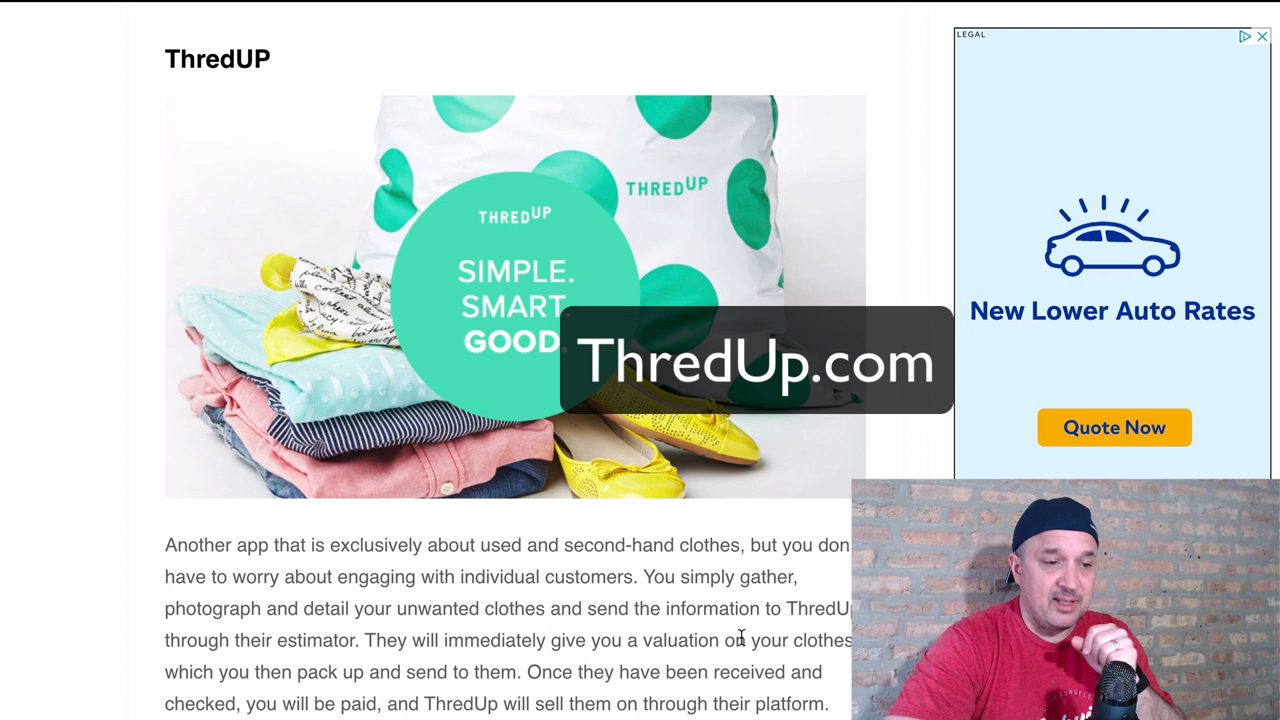 ThredUP
LEGAL
THREDUP
THREDUP
SIMPLE.
SMART.
GOOD.
ThredUp.com
New Lower Auto Rates
Quote Now
Another app that is exclusively about used and second-hand clothes, but you don
have to worry about engaging with individual customers. You simply gather,
photograph and detail your unwanted clothes and send the information to ThredU
through their estimator. They will immediately give you a valuation on your clothes
which you then pack up and send to them. Once they have been received and
checked, you will be paid, and ThredUp will sell them on through their platform.